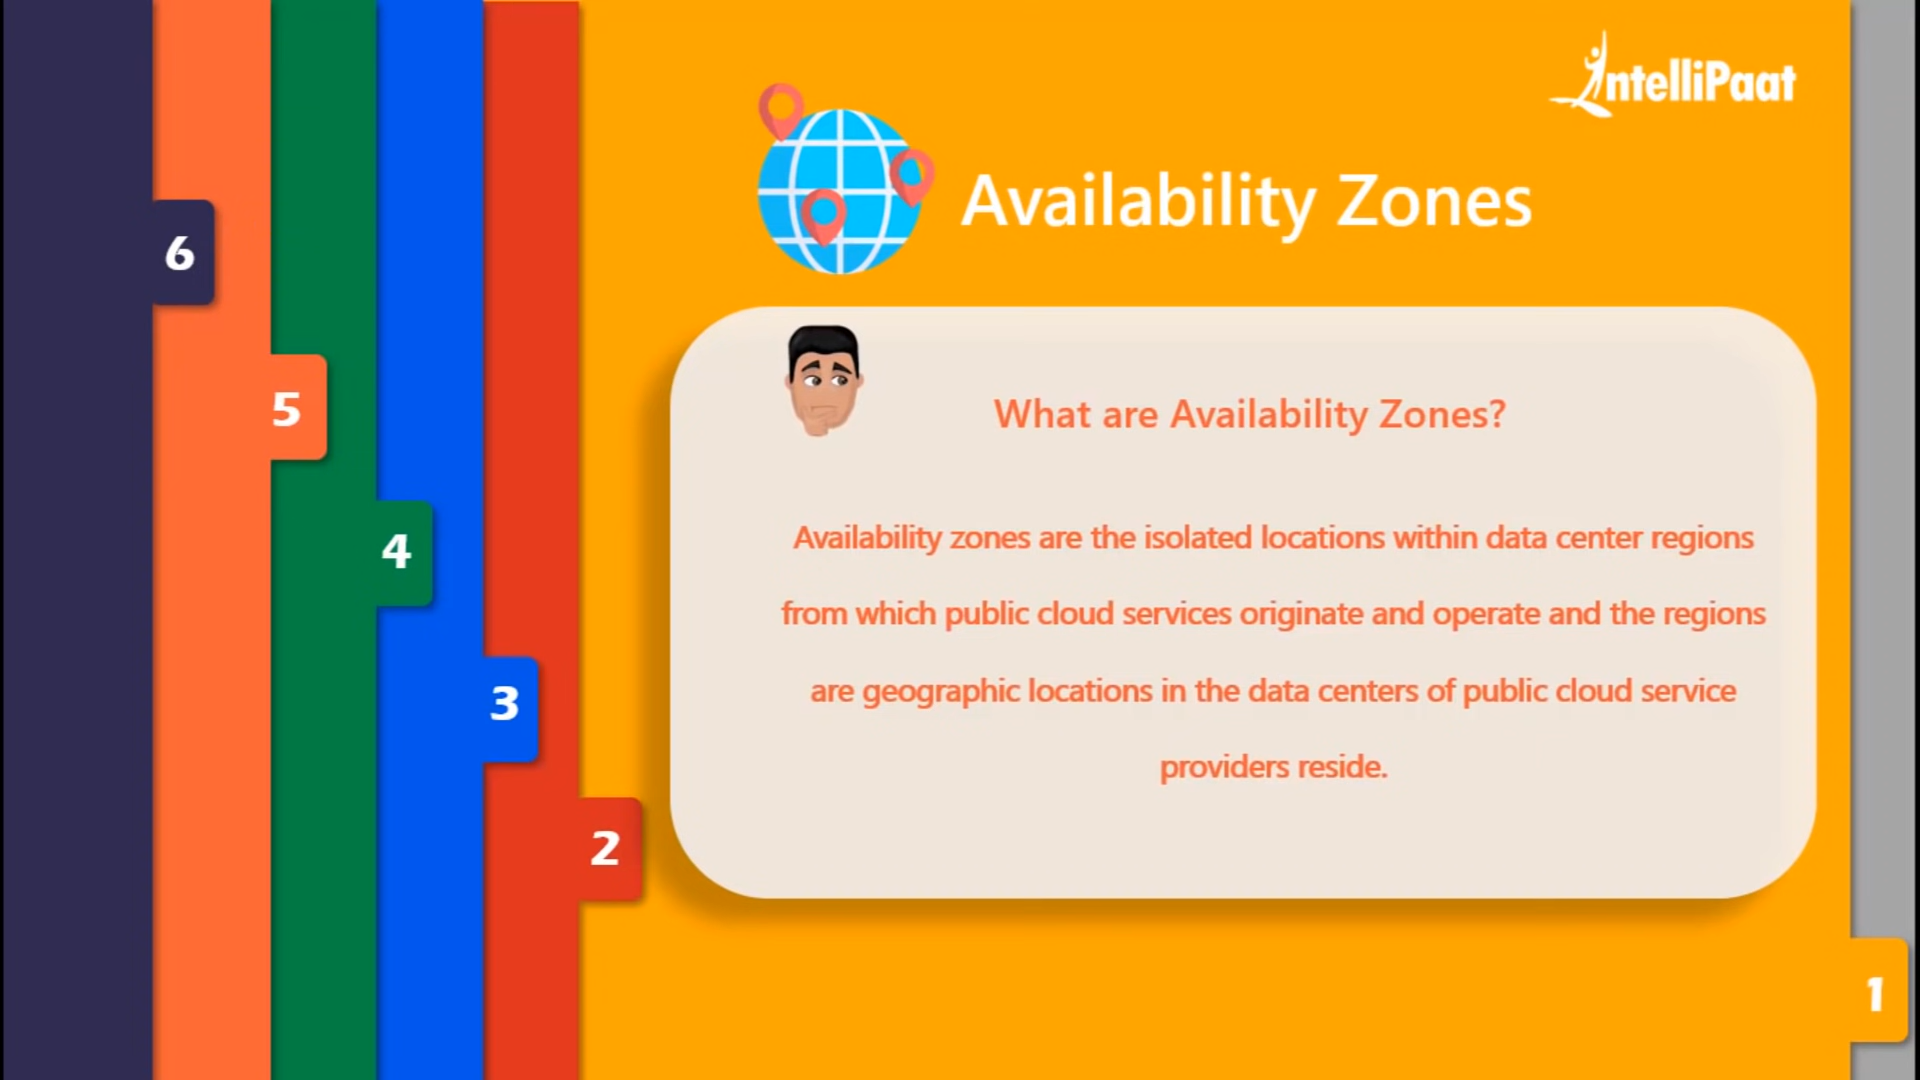 IntelliPaat
Availability Zones
6
What are Availability Zones?
5
Availability zones are the isolated locations within data center regions
4
from which public cloud services originate and operate and the regions
are geographic locations in the data centers of public cloud service
3
providers reside.
2
1